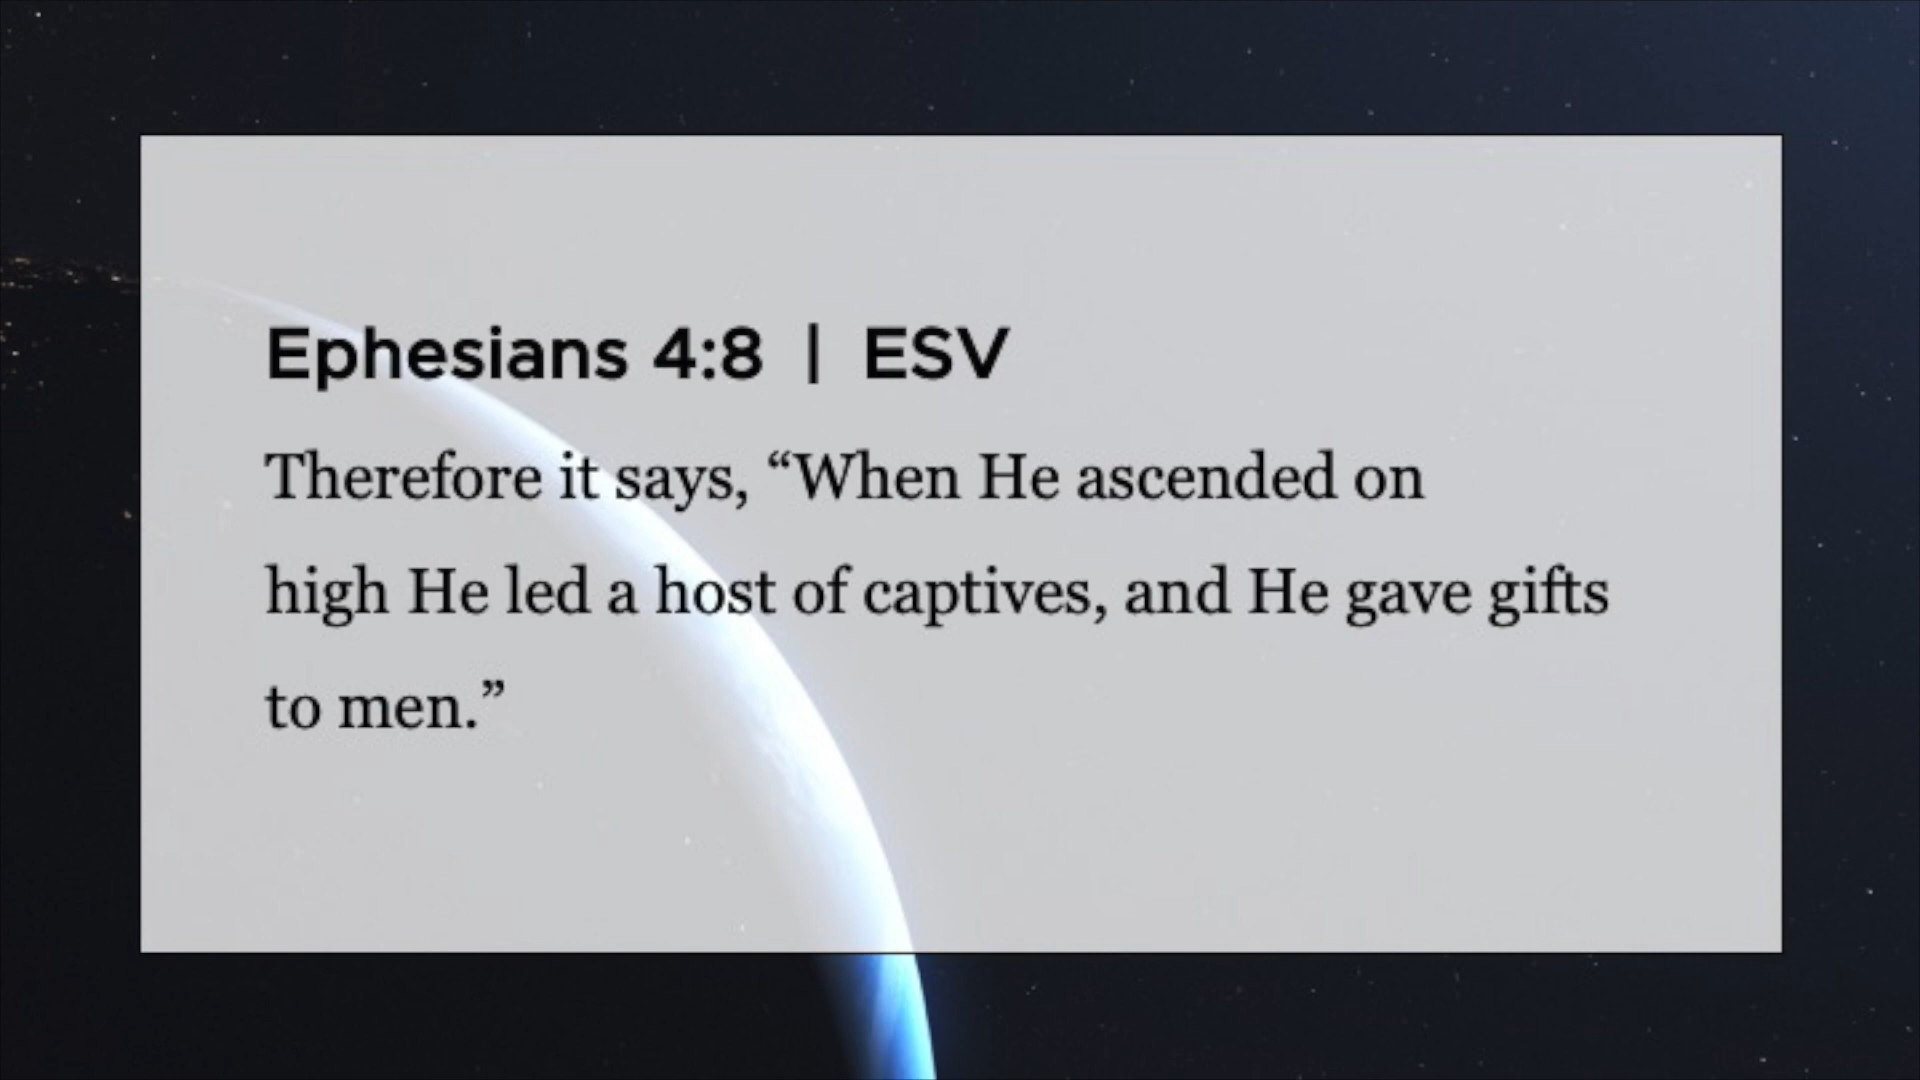 Ephesians 4:8 | ESV
Therefore it says, “When He ascended on
high He led a host of captives, and He gave gifts
to men.”